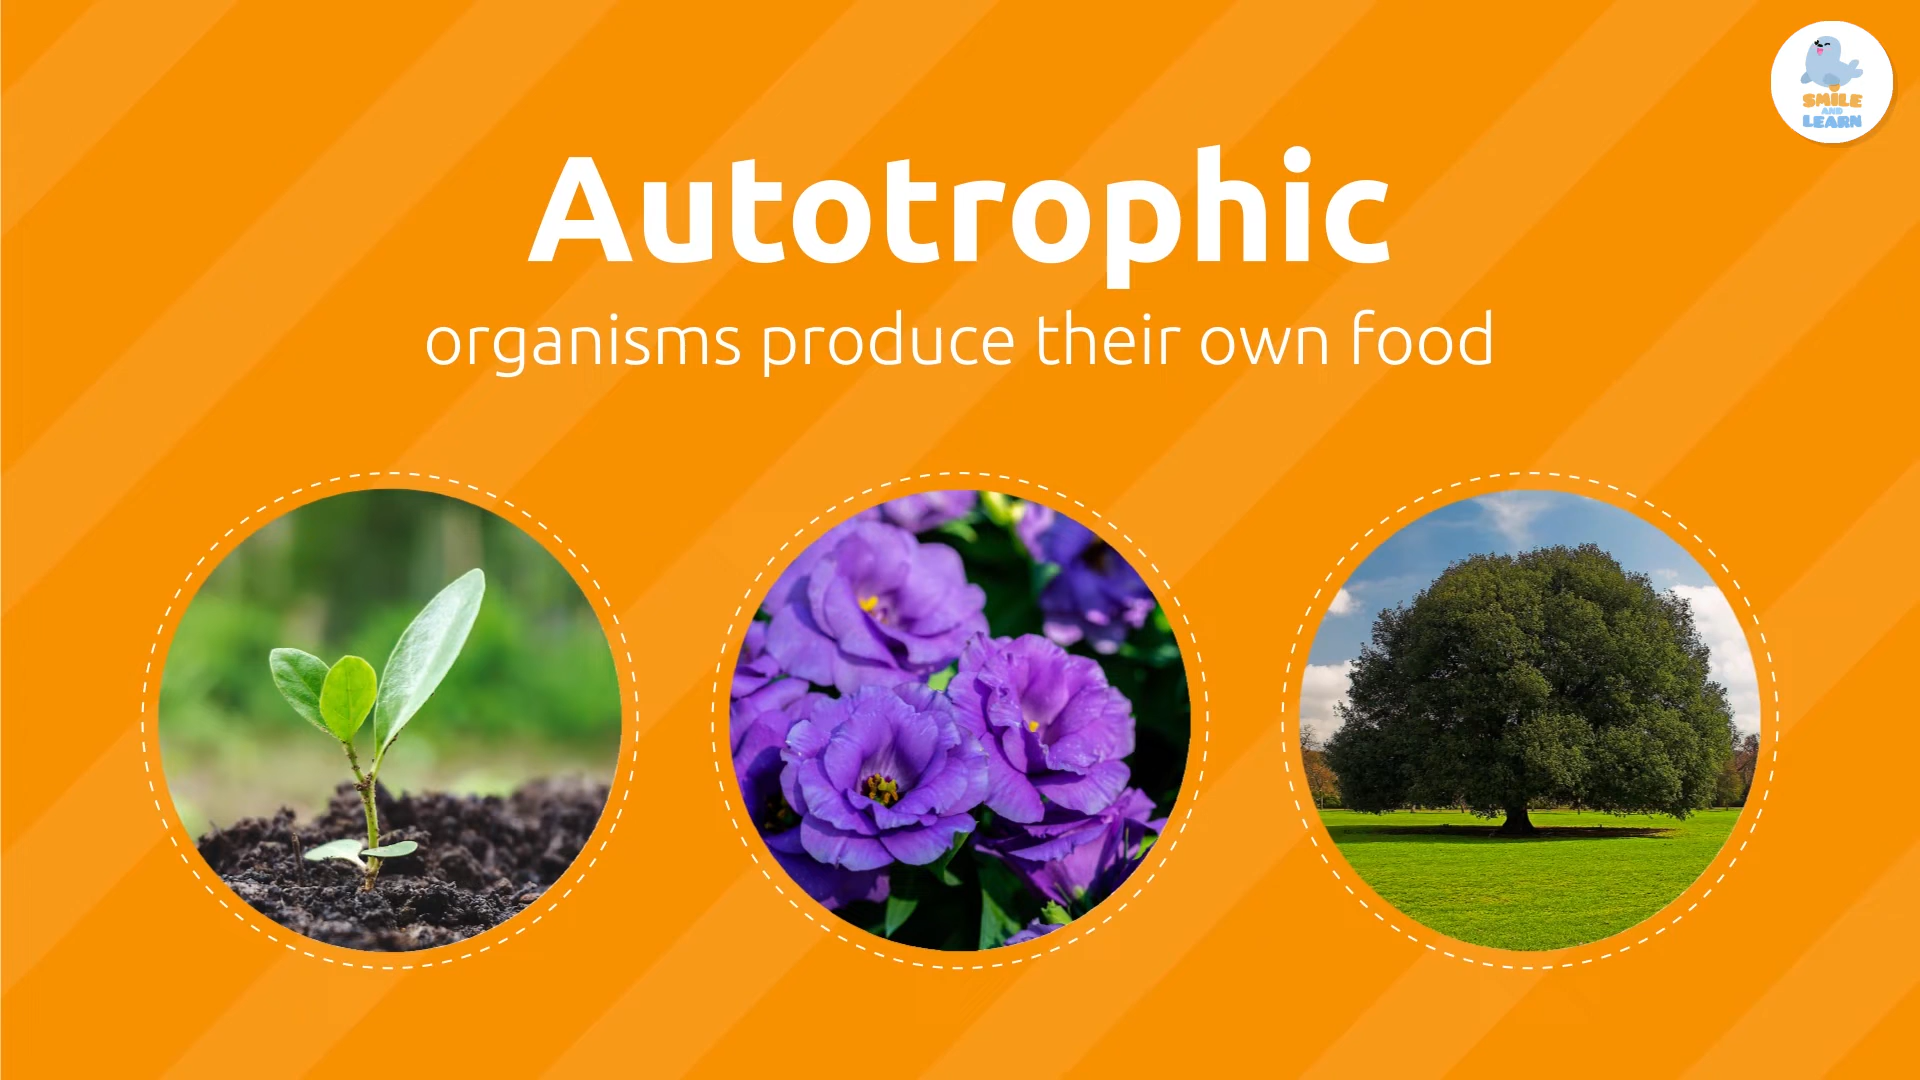 SMILE
AND
LEARN
Autotrophic
organisms produce their own food